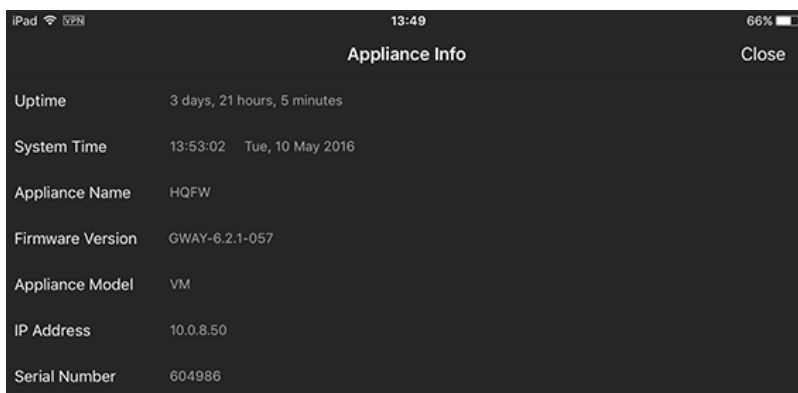 iPad VPN 13:49 66%
Appliance Info Close
Uptime 3 days, 21 hours, 5 minutes
System Time 13:53:02 Tue, 10 May 2016
Appliance Name HQFW
Firmware Version GWAY-6.2.1-057
Appliance Model VM
IP Address 10.0.8.50
Serial Number 604986